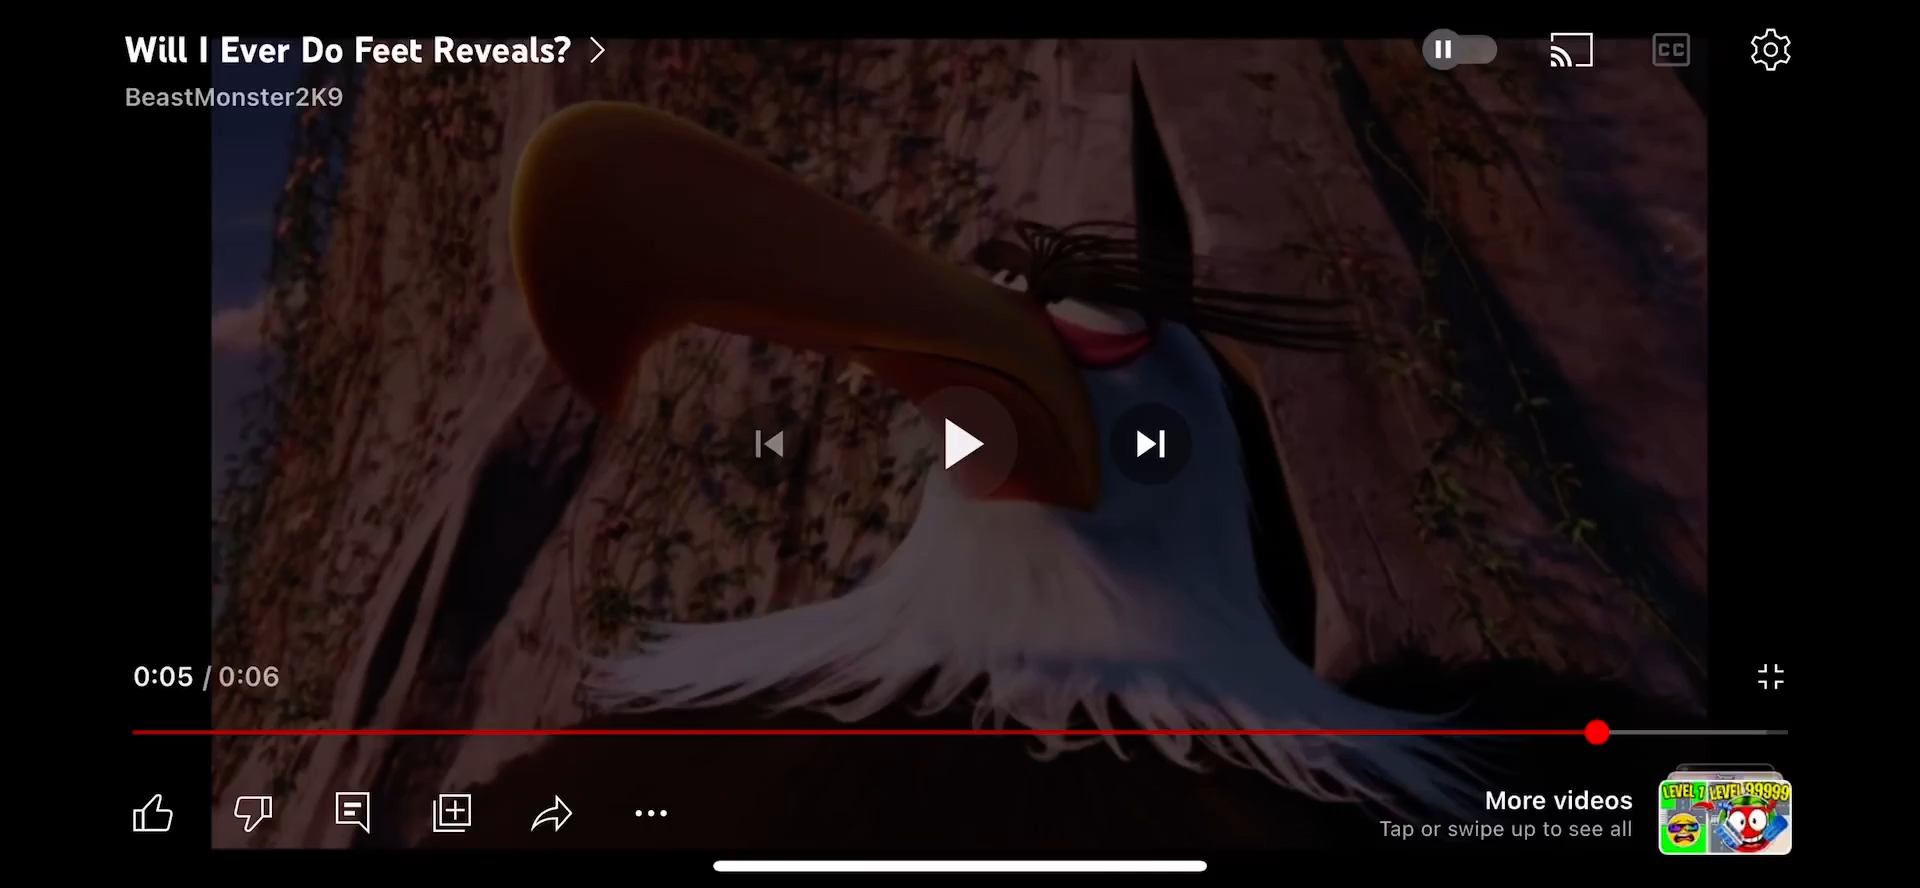 Will I Ever Do Feet Reveals?
BeastMonster2K9
CC
0:05 / 0:06
More videos
Tap or swipe up to see all
LEVEL 1 LEVEL 99999